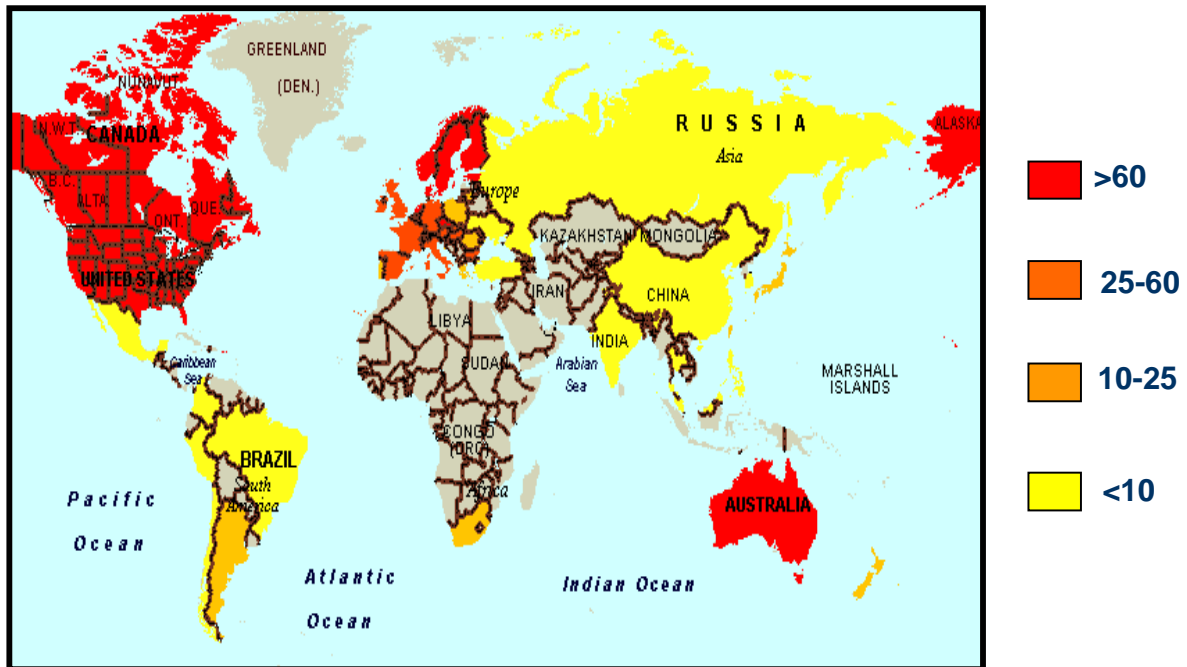 GREENLAND
(DEN.)
NUNAVUT
N.W.T.
CANADA
B.C.
ALTA
ONT
QUE.
UNITED STATES
Caribbean
Sea
BRAZIL
South
America
Pacific
Ocean
Atlantic
Ocean
Europe
RUSSIA
Asia
KAZAKHSTAN
MONGOLIA
IRAN
CHINA
LIBYA
INDIA
SUDAN
Arabian
Sea
CONGO
(DRC)
Africa
Indian Ocean
ALASKA
MARSHALL
ISLANDS
AUSTRALIA
>60
25-60
10-25
<10